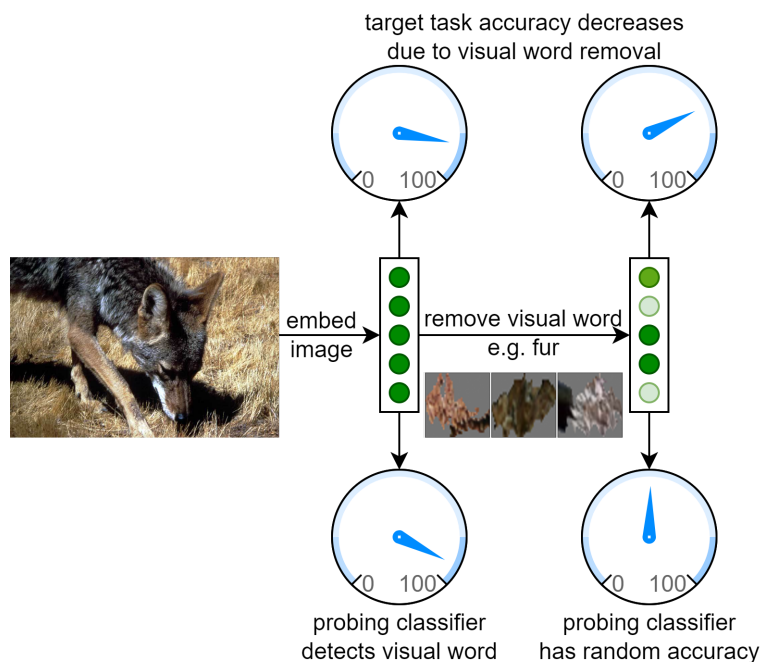 target task accuracy decreases
due to visual word removal
0 100
0 100
embed
image
remove visual word
e.g. fur
0 100
0 100
probing classifier
detects visual word
probing classifier
has random accuracy